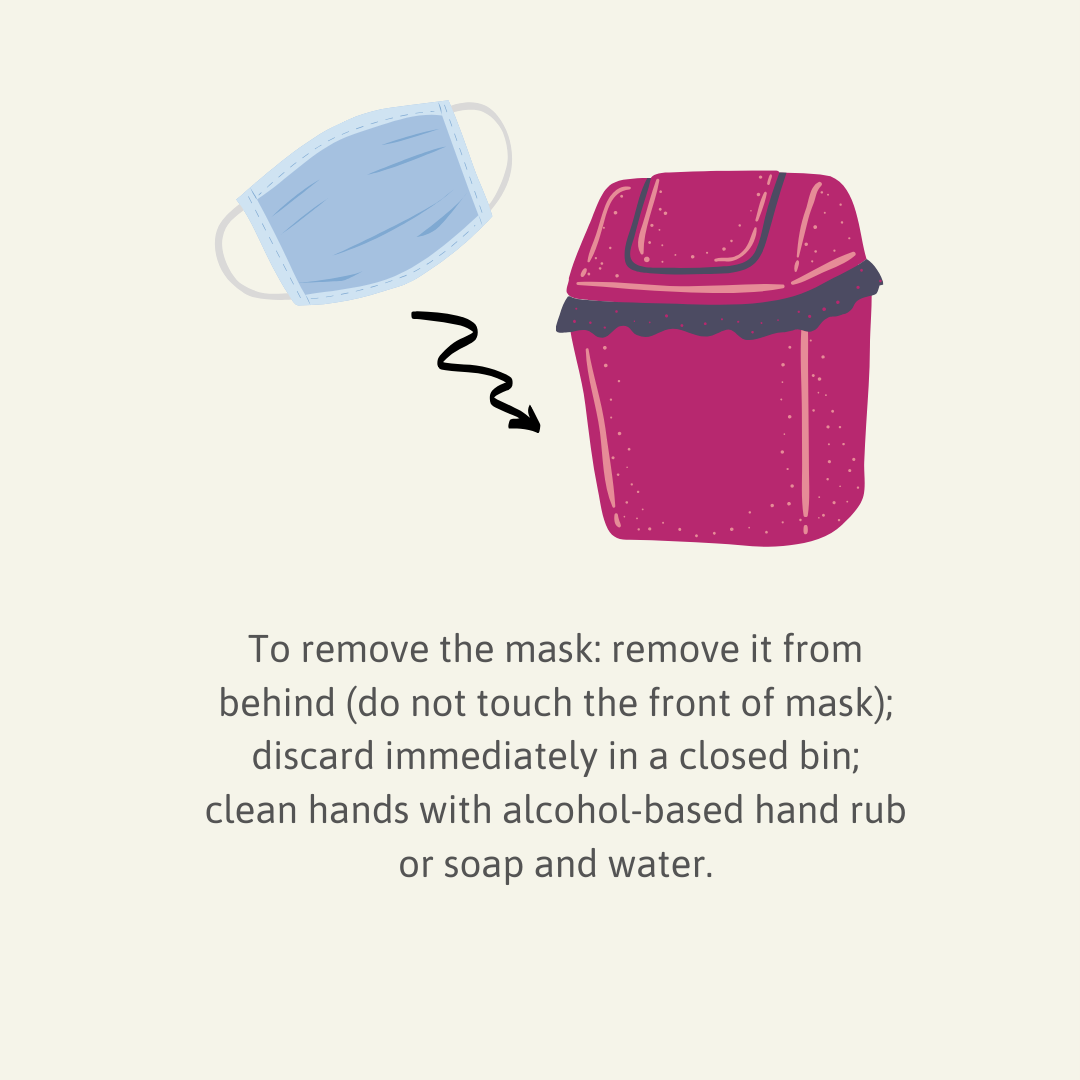 To remove the mask: remove it from
behind (do not touch the front of mask);
discard immediately in a closed bin;
clean hands with alcohol-based hand rub
or soap and water.